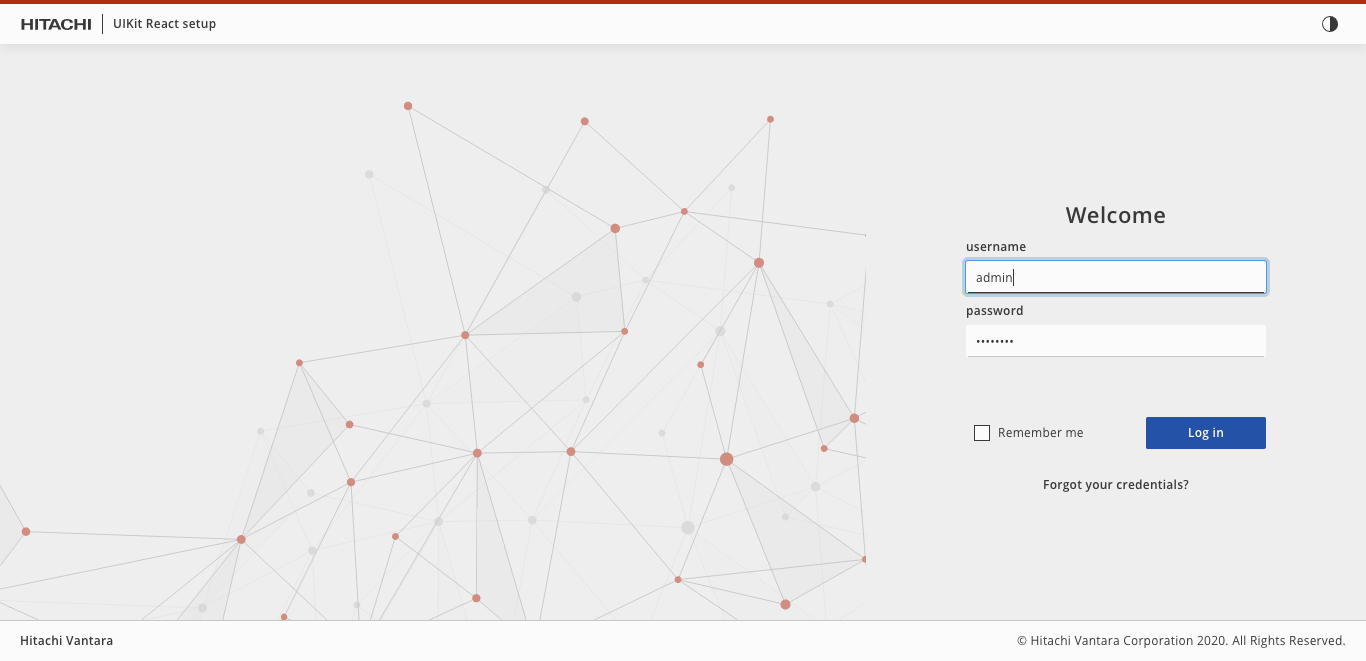 HITACHI UIKit React setup
Welcome
username
admin
password
••••••••
Remember me
Log in
Forgot your credentials?
Hitachi Vantara
© Hitachi Vantara Corporation 2020. All Rights Reserved.